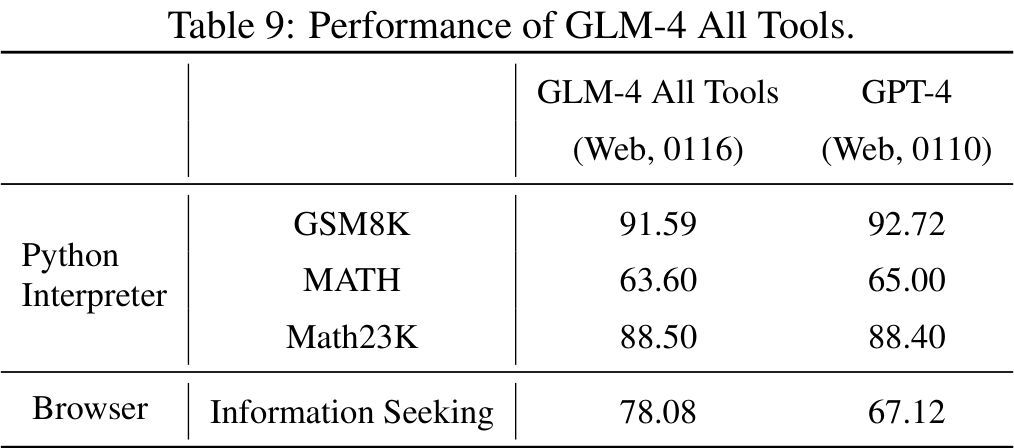 Table 9: Performance of GLM-4 All Tools.
GLM-4 All Tools GPT-4
(Web, 0116) (Web, 0110)
Python Interpreter
GSM8K 91.59 92.72
MATH 63.60 65.00
Math23K 88.50 88.40
Browser Information Seeking 78.08 67.12